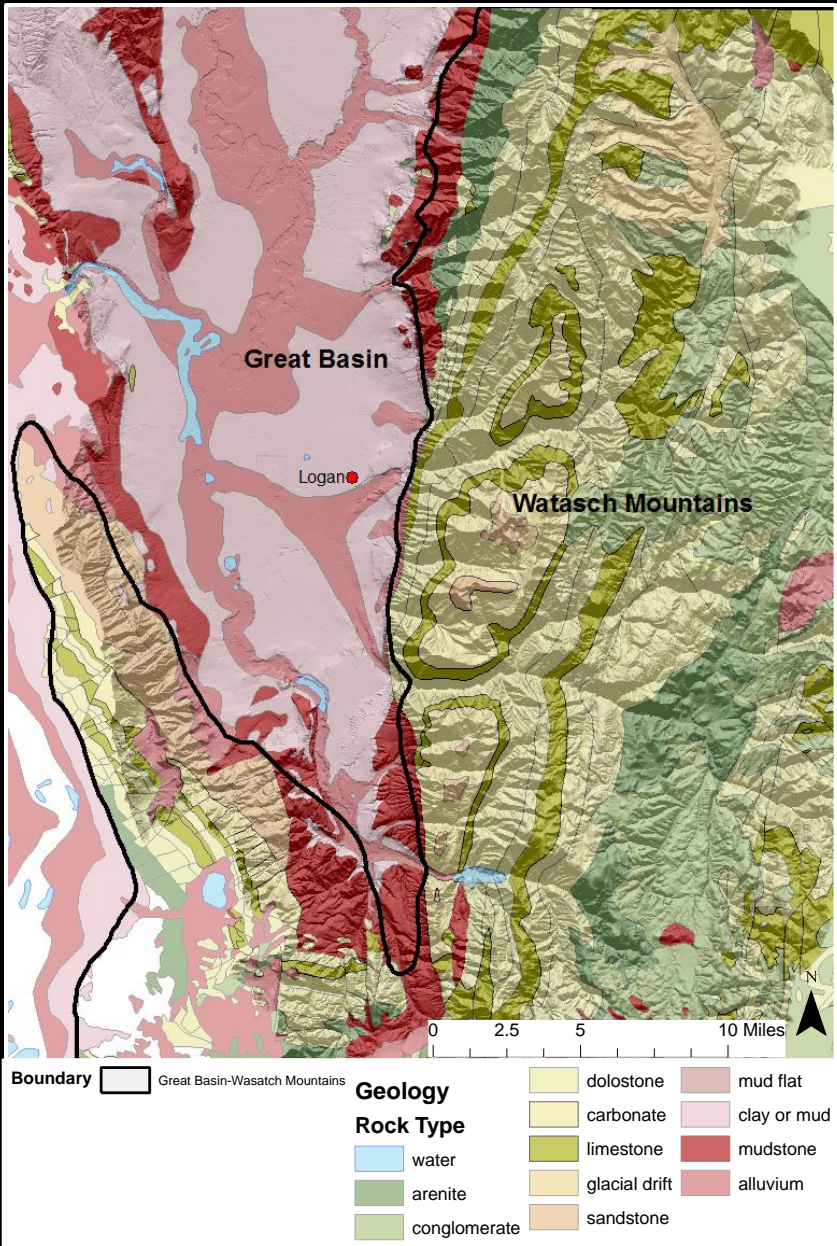 Great Basin
Logan
Watasch Mountains
N
0 2.5 5 10 Miles
Boundary Great Basin-Wasatch Mountains
Geology
Rock Type
water
arenite
conglomerate
dolostone
carbonate
limestone
glacial drift
sandstone
mud flat
clay or mud
mudstone
alluvium